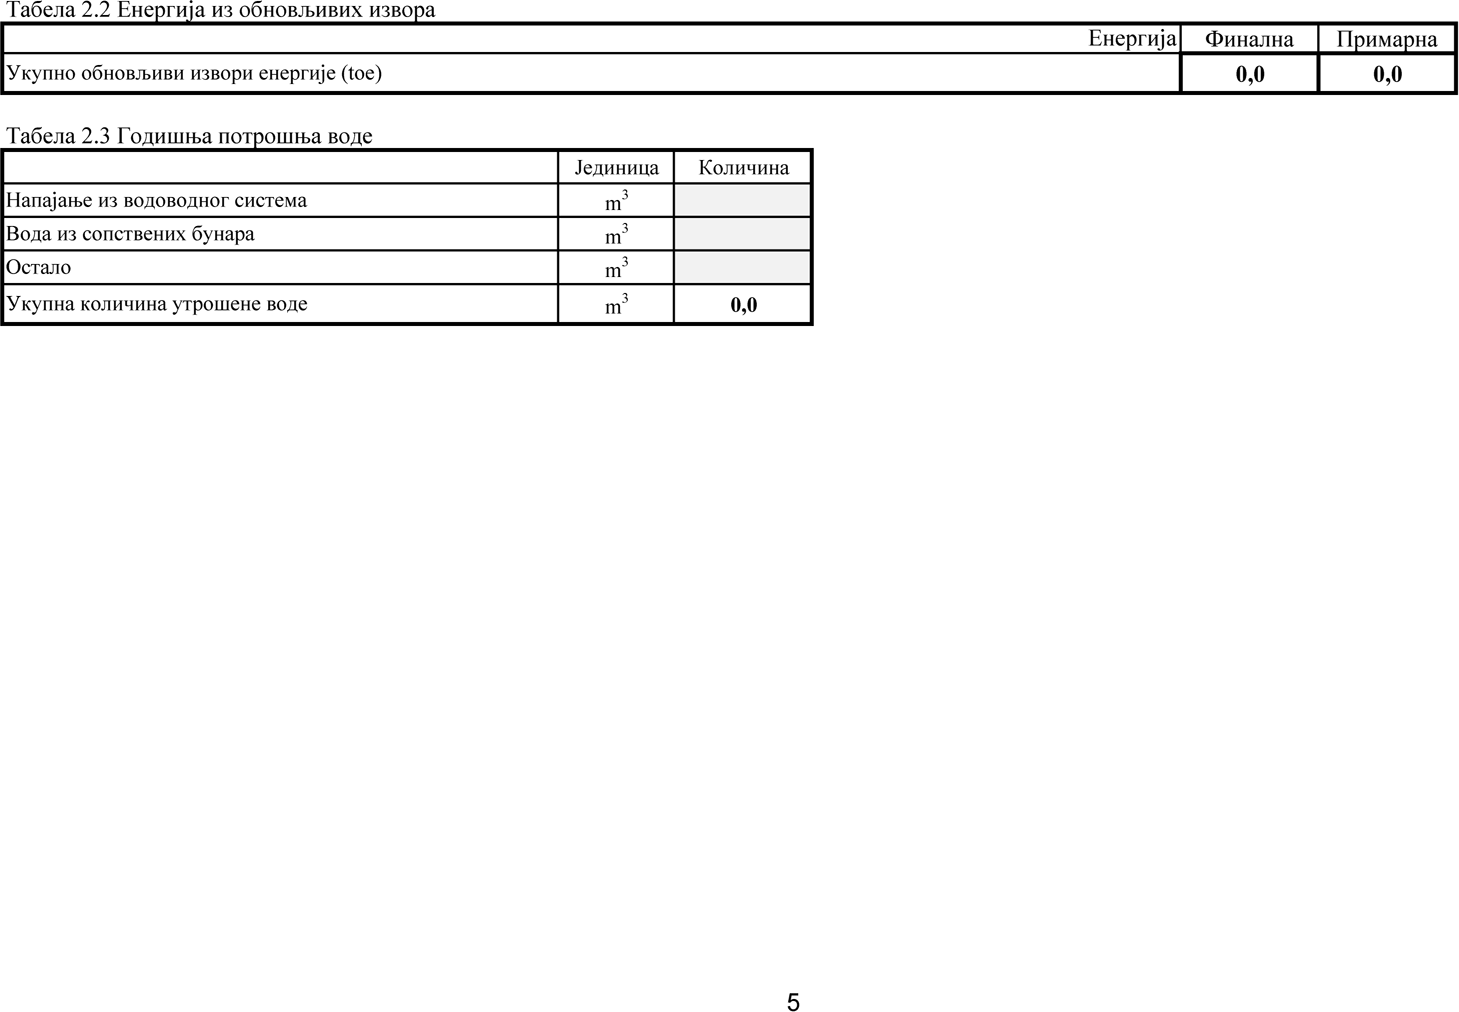 Табела 2.2 Енергија из обновљивих извора
Енергија Финална Примарна
Укупно обновљиви извори енергије (toe) 0,0 0,0
Табела 2.3 Годишња потрошња воде
Јединица Количина
Напајање из водоводног система m³
Вода из сопствених бунара m³
Остало m³
Укупна количина утрошене воде m³ 0,0
5